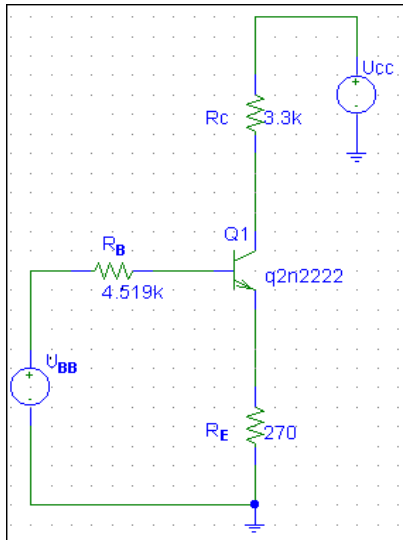 Ucc
Rc 3.3k
Q1
RB
q2n2222
4.519k
UBB
RE 270